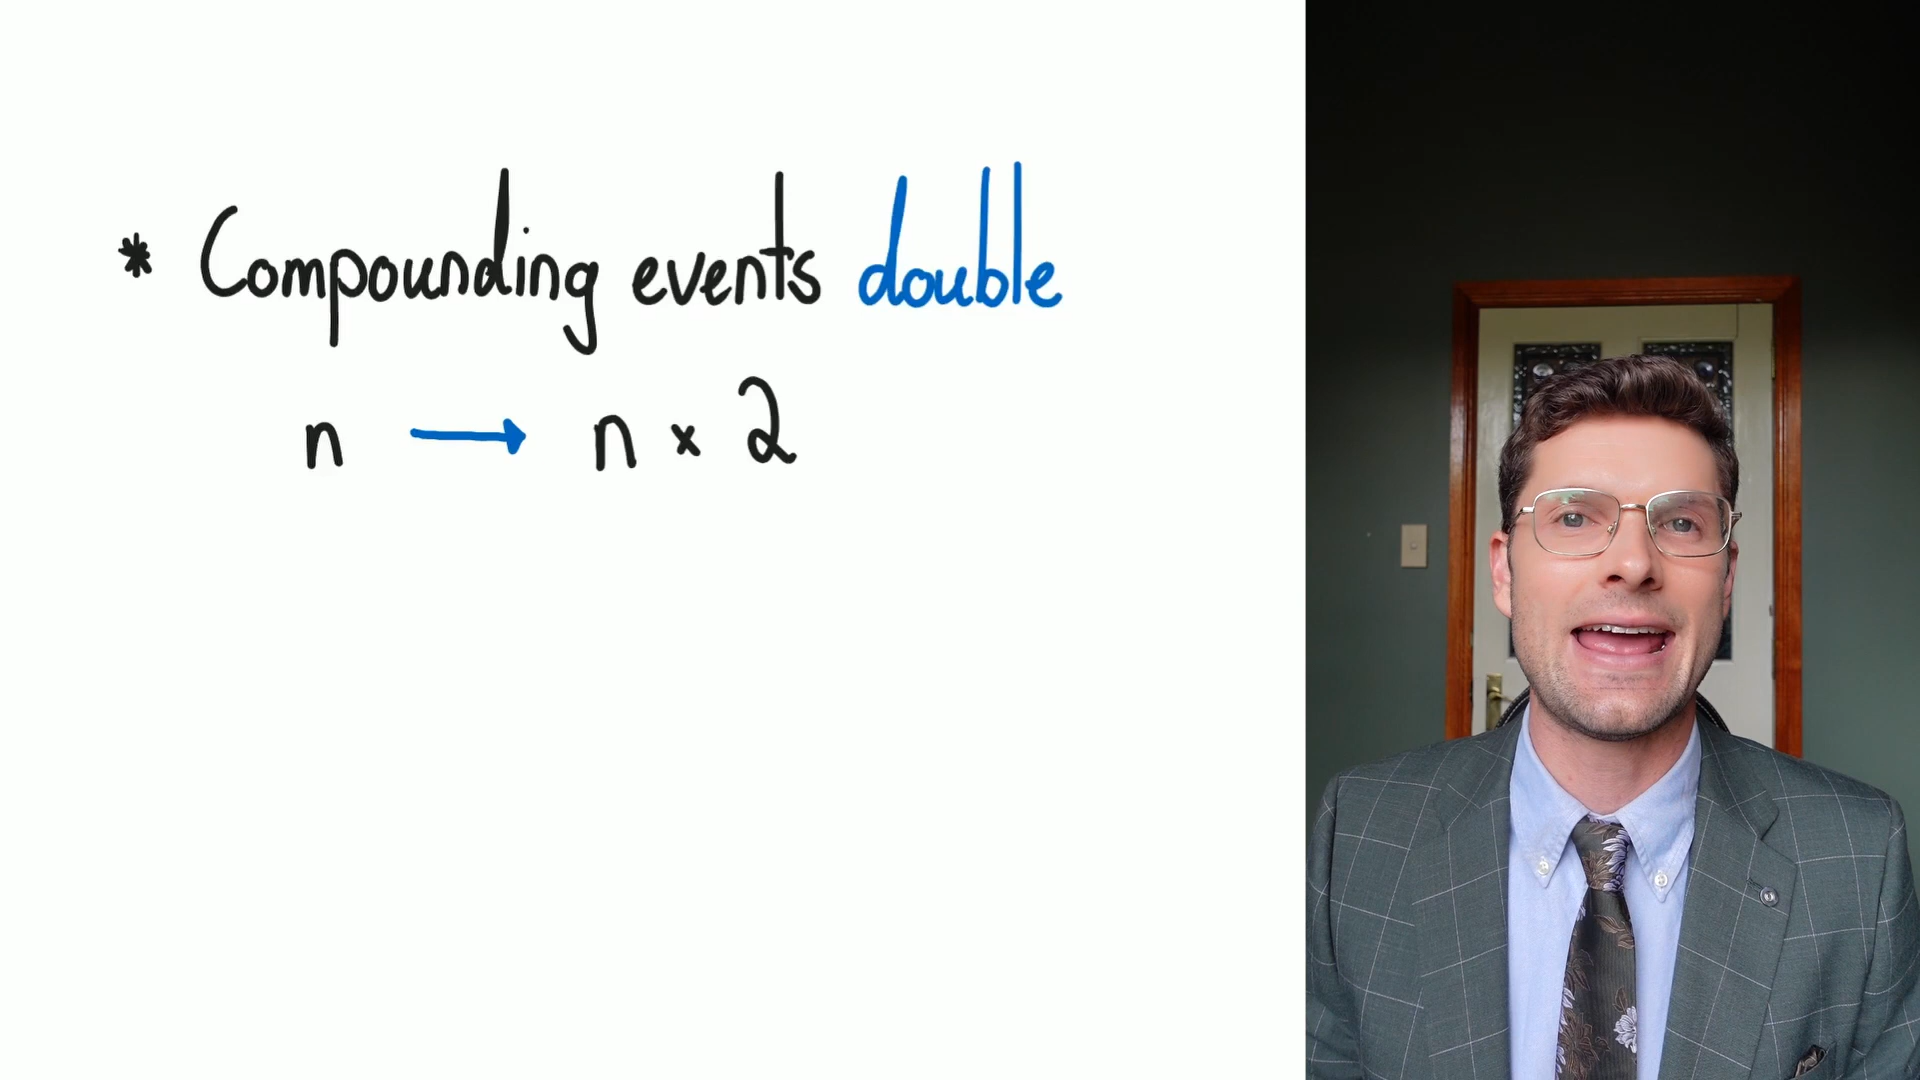 * Compounding events double
n → n × 2